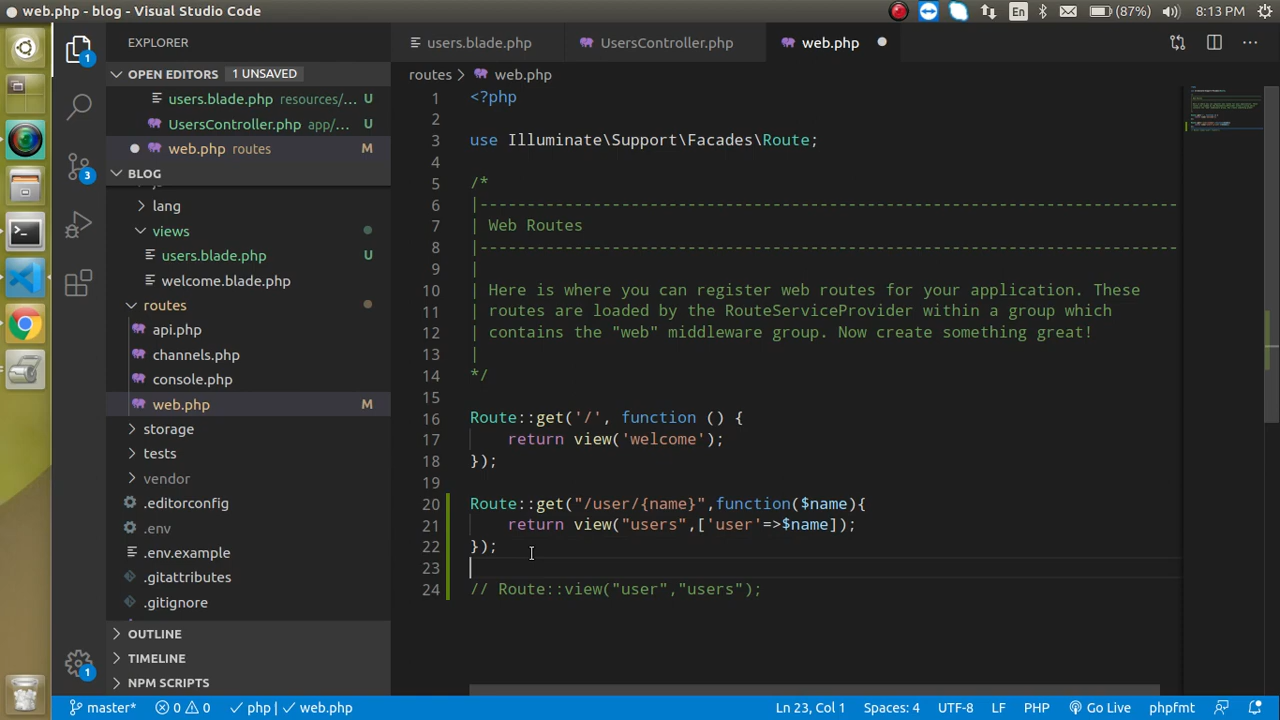 web.php - blog - Visual Studio Code
En
(87%)
8:13 PM
EXPLORER
OPEN EDITORS 1 UNSAVED
users.blade.php resources/... U
UsersController.php app/... U
web.php routes M
BLOG
lang
views
users.blade.php U
welcome.blade.php
routes
api.php
channels.php
console.php
web.php M
storage
tests
vendor
.editorconfig
.env
.env.example
.gitattributes
.gitignore
OUTLINE
TIMELINE
NPM SCRIPTS
1
3
1
users.blade.php
UsersController.php
web.php
routes > web.php
1 <?php
2
3 use Illuminate\Support\Facades\Route;
4
5 /*
6 |--------------------------------------------------------------------------
7 | Web Routes
8 |--------------------------------------------------------------------------
9 |
10 | Here is where you can register web routes for your application. These
11 | routes are loaded by the RouteServiceProvider within a group which
12 | contains the "web" middleware group. Now create something great!
13 |
14 */
15
16 Route::get('/', function () {
17     return view('welcome');
18 });
19
20 Route::get("/user/{name}",function($name){
21     return view("users",['user'=>$name]);
22 });
23
24 // Route::view("user","users");
master*
0 0
php | web.php
Ln 23, Col 1
Spaces: 4
UTF-8
LF
PHP
Go Live
phpfmt